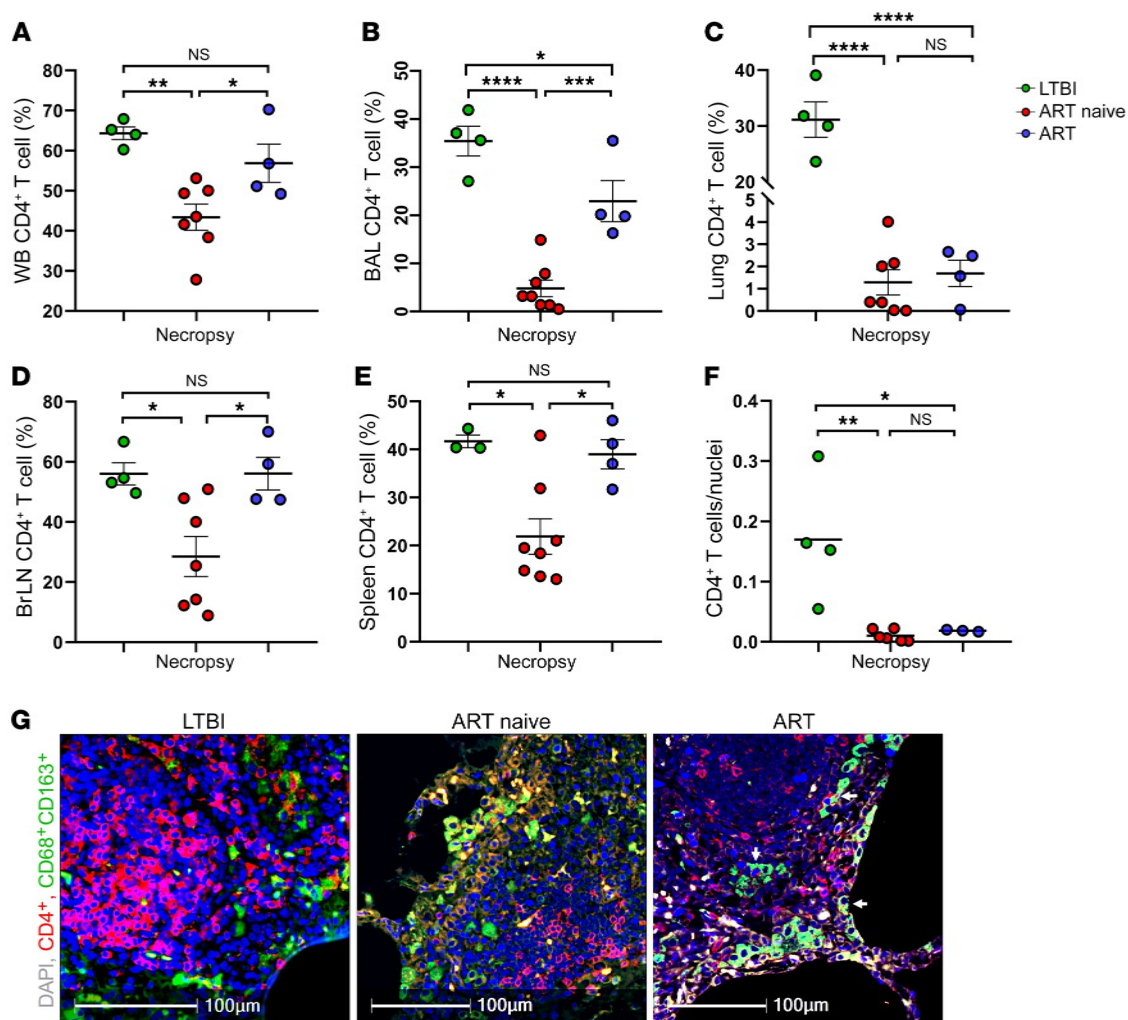 A
WB CD4⁺ T cell (%)
80
70
60
50
40
30
20
NS
**
*
Necropsy
B
BAL CD4⁺ T cell (%)
50
40
30
20
10
0
*
****
***
Necropsy
C
Lung CD4⁺ T cell (%)
40
30
20
5
4
3
2
1
0
****
****
NS
Necropsy
LTBI
ART naive
ART
D
BrLN CD4⁺ T cell (%)
80
60
40
20
0
NS
*
*
Necropsy
E
Spleen CD4⁺ T cell (%)
50
40
30
20
10
0
NS
*
*
Necropsy
F
CD4⁺ T cells/nuclei
0.4
0.3
0.2
0.1
0.0
*
**
NS
Necropsy
G
DAPI, CD4⁺, CD68⁺CD163⁺
LTBI
ART naive
ART
100µm
100µm
100µm